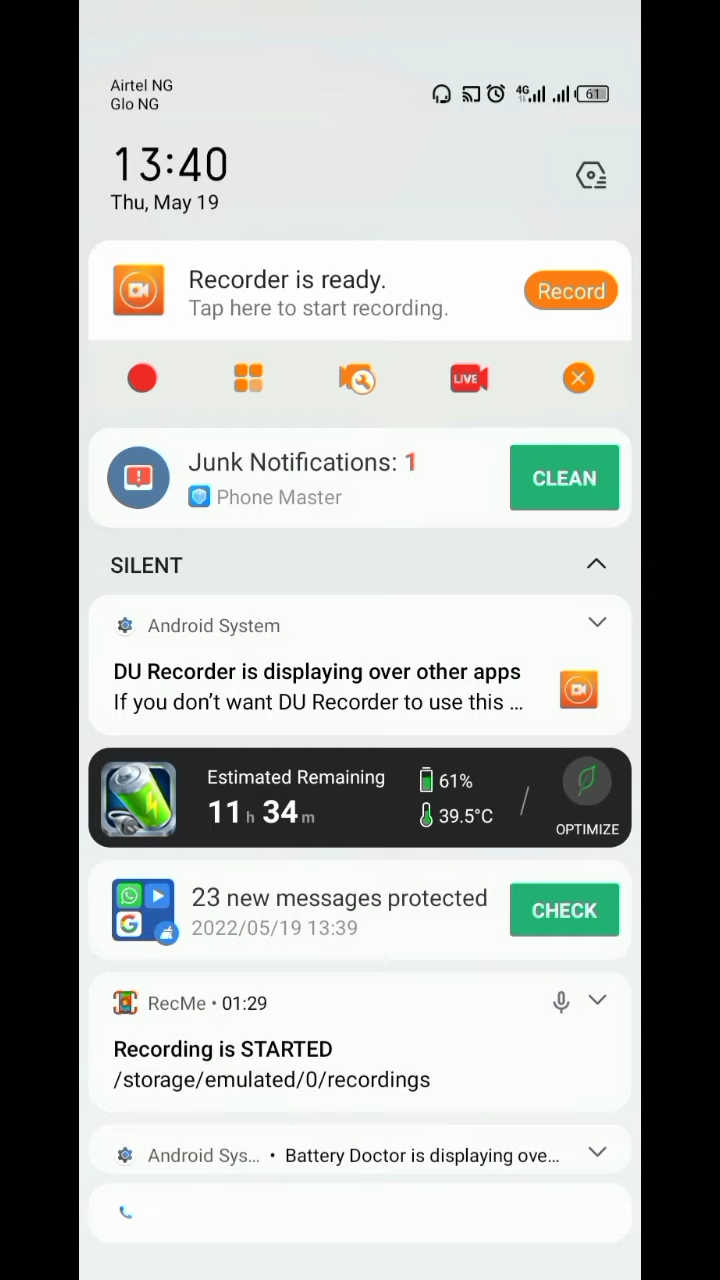 Airtel NG
Glo NG
4G 61
13:40
Thu, May 19
Recorder is ready.
Tap here to start recording.
Record
LIVE
Junk Notifications: 1
Phone Master
CLEAN
SILENT
Android System
DU Recorder is displaying over other apps
If you don’t want DU Recorder to use this ...
Estimated Remaining
11 h 34 m
61%
39.5°C
OPTIMIZE
23 new messages protected
2022/05/19 13:39
CHECK
RecMe • 01:29
Recording is STARTED
/storage/emulated/0/recordings
Android Sys... • Battery Doctor is displaying ove...